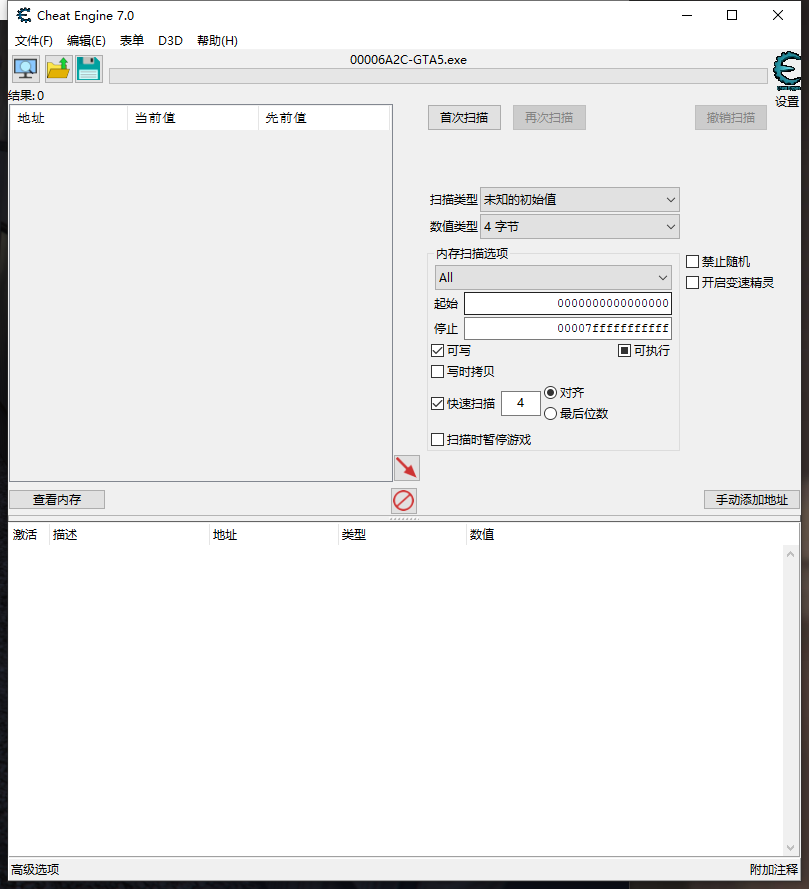 Cheat Engine 7.0
文件(F) 编辑(E) 表单 D3D 帮助(H)
00006A2C-GTA5.exe
设置
结果: 0
地址 当前值 先前值
首次扫描 再次扫描 撤销扫描
扫描类型 未知的初始值
数值类型 4 字节
内存扫描选项
All
起始 0000000000000000
停止 00007fffffffffff
可写 可执行
写时拷贝
快速扫描 4 对齐
最后位数
扫描时暂停游戏
禁止随机
开启变速精灵
查看内存 手动添加地址
激活 描述 地址 类型 数值
高级选项 附加注释